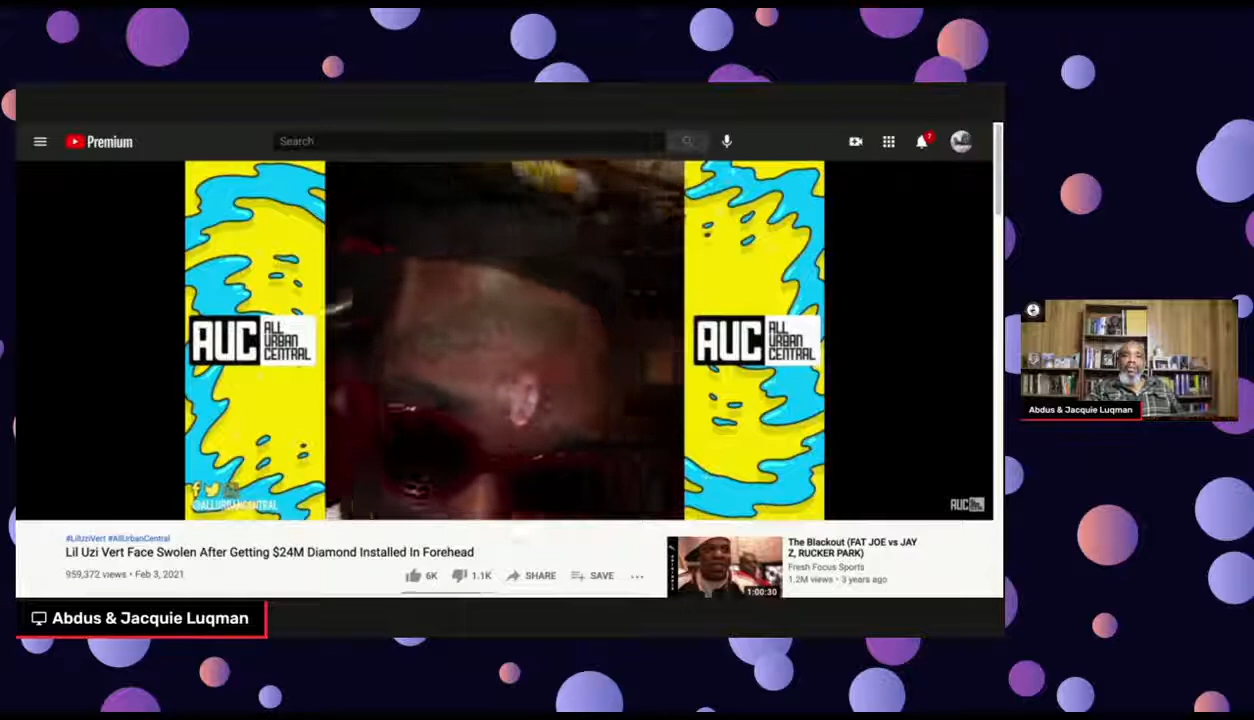 Premium
Search
7
AUC ALL URBAN CENTRAL
AUC ALL URBAN CENTRAL
@ALLURBANCENTRAL
AUC
#LilUziVert #AllUrbanCentral
Lil Uzi Vert Face Swolen After Getting $24M Diamond Installed In Forehead
959,372 views • Feb 3, 2021
6K
1.1K
SHARE
SAVE
1:00:30
The Blackout (FAT JOE vs JAY
Z, RUCKER PARK)
Fresh Focus Sports
1.2M views • 3 years ago
Abdus & Jacquie Luqman
Abdus & Jacquie Luqman